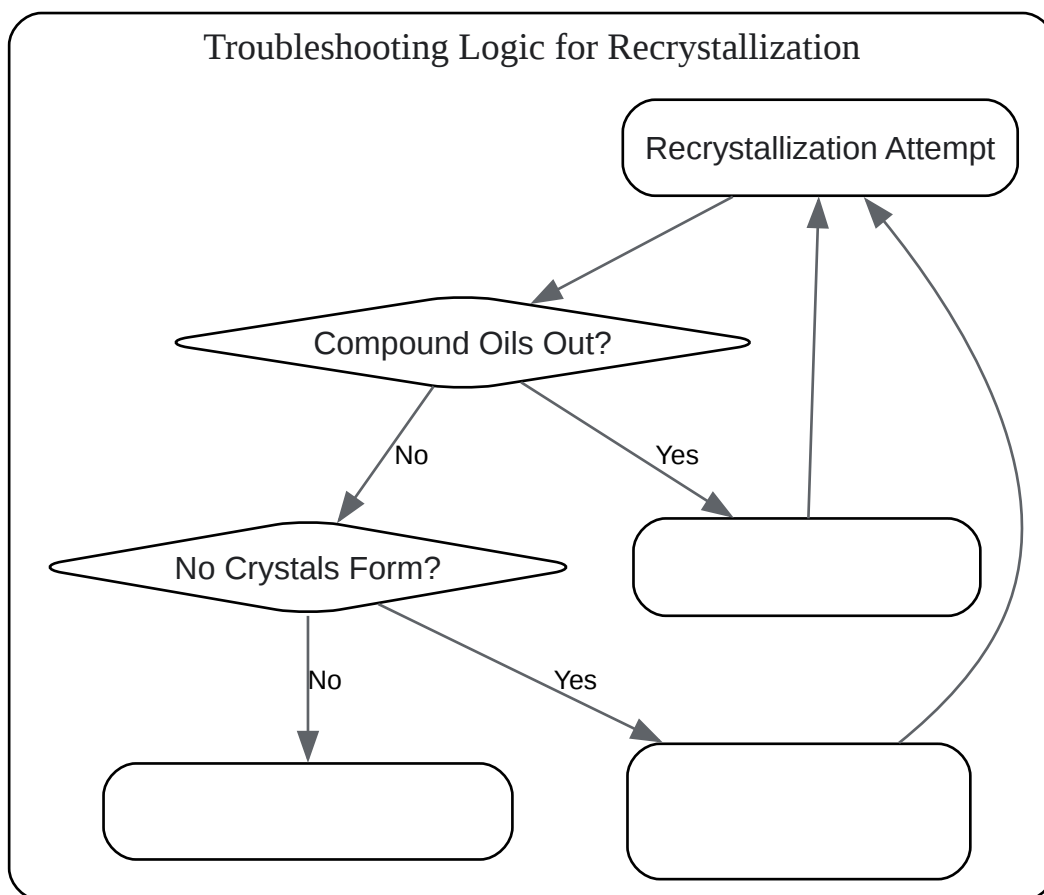 Troubleshooting Logic for Recrystallization
Recrystallization Attempt
Compound Oils Out?
No
Yes
No Crystals Form?
No
Yes